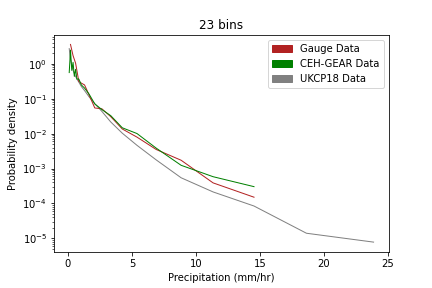 23 bins
Gauge Data
CEH-GEAR Data
UKCP18 Data
Probability density
10⁰
10⁻¹
10⁻²
10⁻³
10⁻⁴
10⁻⁵
0 5 10 15 20 25
Precipitation (mm/hr)